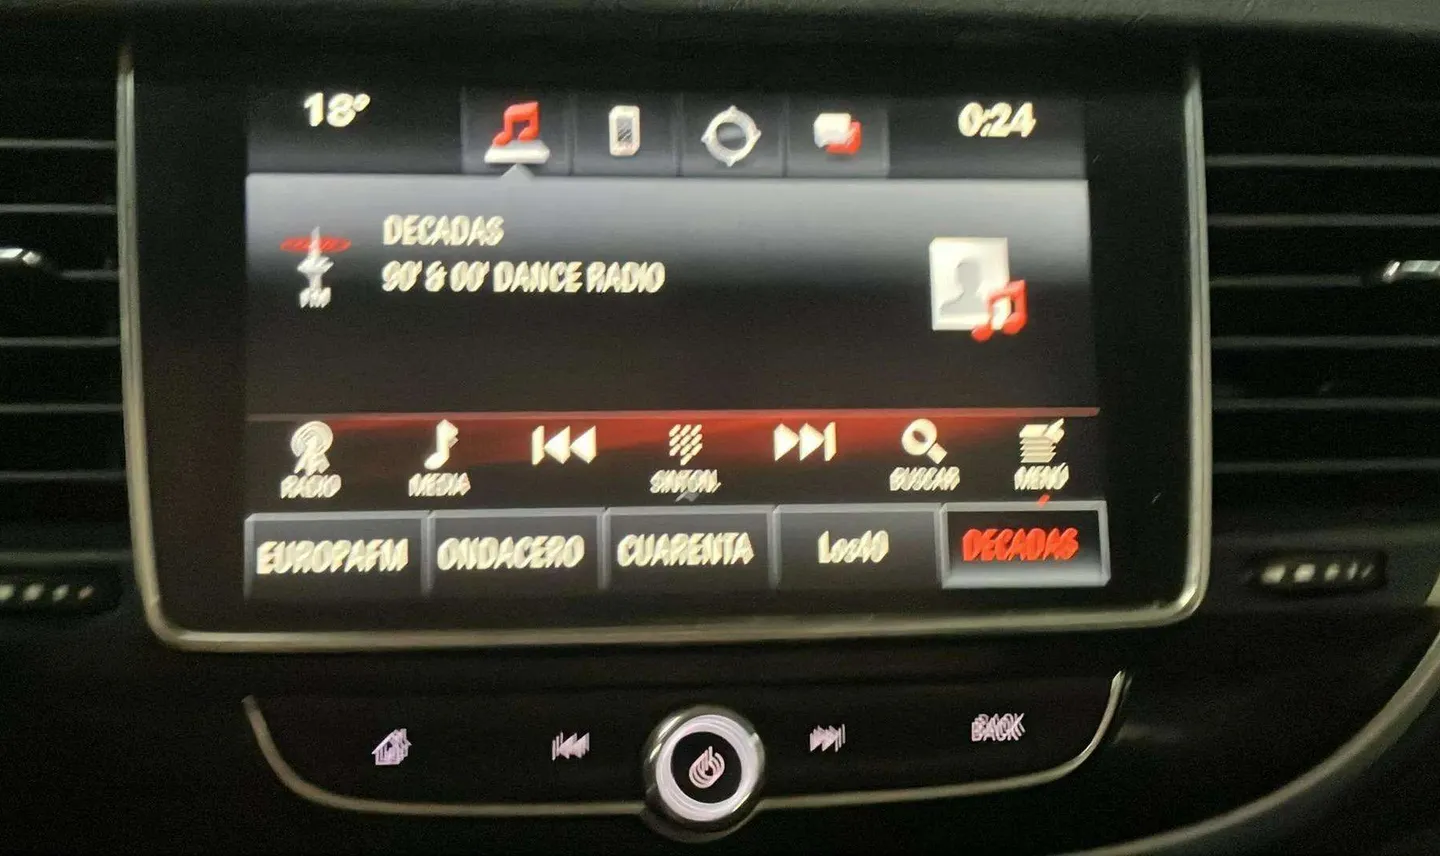 18°
0:24
DECADAS
90' & 00' DANCE RADIO
FM
RADIO
MEDIA
SINTON.
BUSCAR
MENÚ
EUROPAFM
ONDACERO
CUARENTA
Los40
DECADAS
BACK